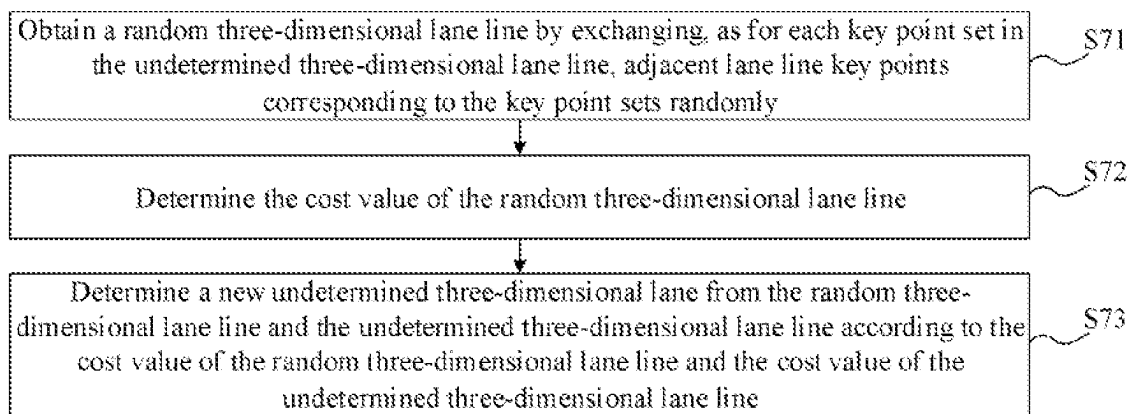 Obtain a random three-dimensional lane line by exchanging, as for each key point set in
the undetermined three-dimensional lane line, adjacent lane line key points
corresponding to the key point sets randomly
S71
Determine the cost value of the random three-dimensional lane line
S72
Determine a new undetermined three-dimensional lane from the random three-
dimensional lane line and the undetermined three-dimensional lane line according to the
cost value of the random three-dimensional lane line and the cost value of the
undetermined three-dimensional lane line
S73